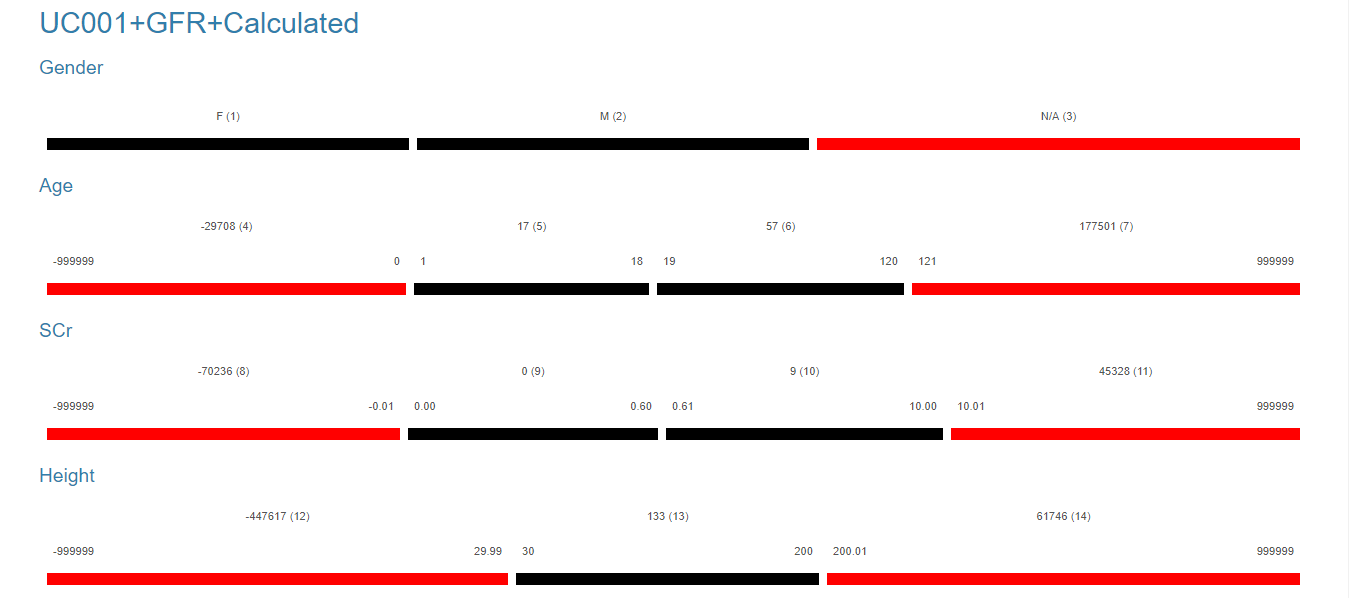 UC001+GFR+Calculated
Gender
F (1) M (2) N/A (3)
Age
-29708 (4) 17 (5) 57 (6) 177501 (7)
-999999 0 1 18 19 120 121 999999
SCr
-70236 (8) 0 (9) 9 (10) 45328 (11)
-999999 -0.01 0.00 0.60 0.61 10.00 10.01 999999
Height
-447617 (12) 133 (13) 61746 (14)
-999999 29.99 30 200 200.01 999999